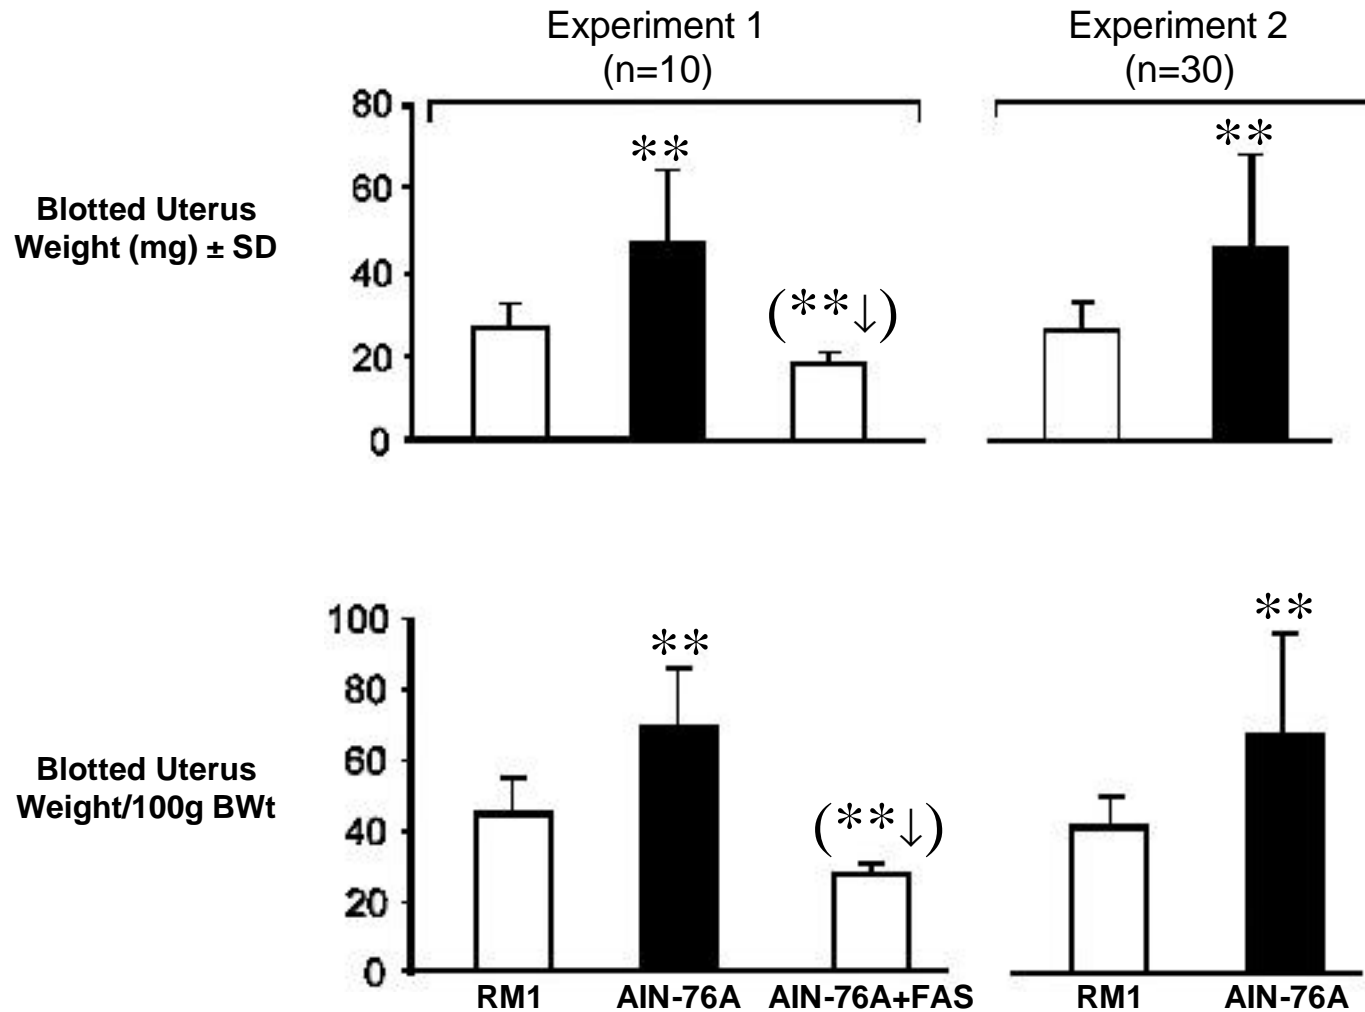 Experiment 1
(n=10)
Experiment 2
(n=30)
Blotted Uterus
Weight (mg) ± SD
80
60
40
20
0
**
(**↓)
**
Blotted Uterus
Weight/100g BWt
100
80
60
40
20
0
**
(**↓)
**
RM1 AIN-76A AIN-76A+FAS RM1 AIN-76A